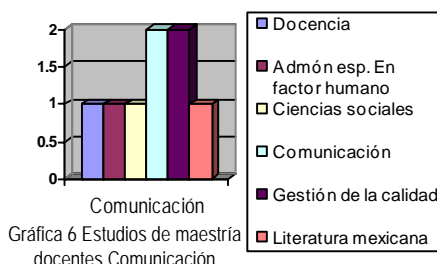 2
1.5
1
0.5
0
Comunicación
Gráfica 6 Estudios de maestría
docentes Comunicación
Docencia
Admón esp. En
factor humano
Ciencias sociales
Comunicación
Gestión de la calidad
Literatura mexicana